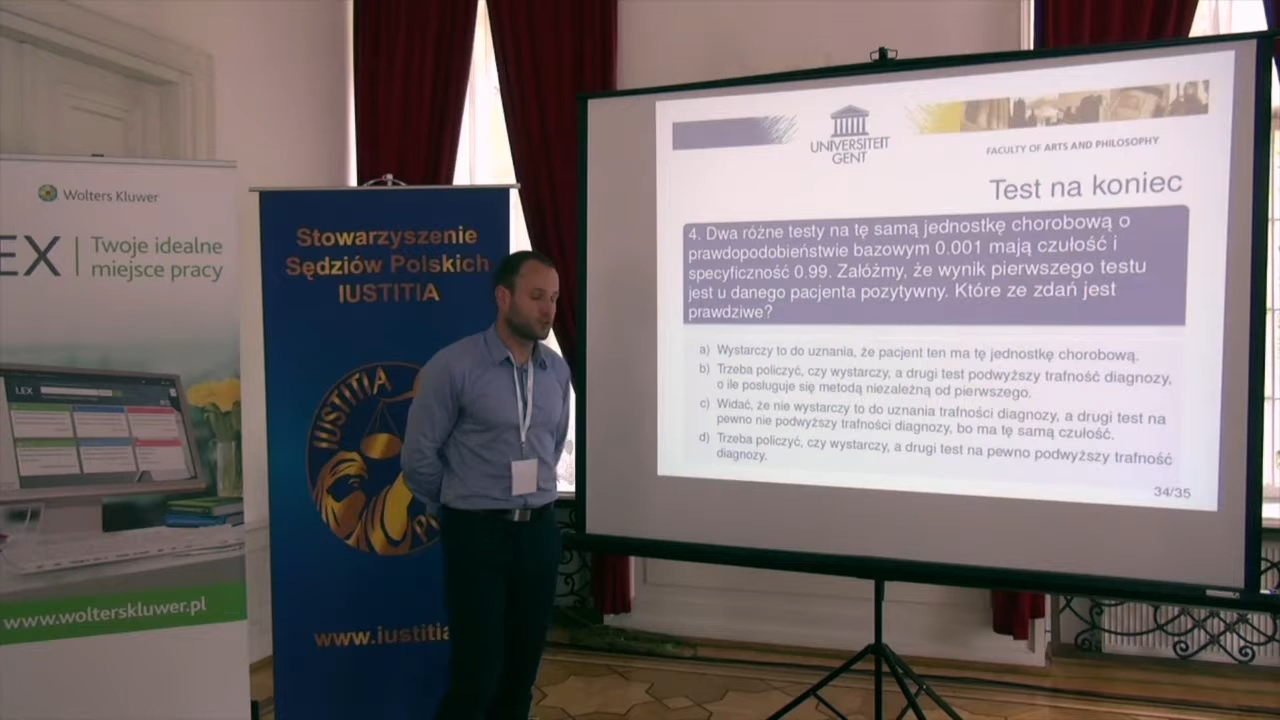 Wolters Kluwer
EX
Twoje idealne
miejsce pracy
LEX
www.wolterskluwer.pl
Stowarzyszenie
Sędziów Polskich
IUSTITIA
IUSTITIA
www.iustitia
UNIVERSITEIT
GENT
FACULTY OF ARTS AND PHILOSOPHY
Test na koniec
4. Dwa różne testy na tę samą jednostkę chorobową o
prawdopodobieństwie bazowym 0.001 mają czułość i
specyficzność 0.99. Załóżmy, że wynik pierwszego testu
jest u danego pacjenta pozytywny. Które ze zdań jest
prawdziwe?
a) Wystarczy to do uznania, że pacjent ten ma tę jednostkę chorobową.
b) Trzeba policzyć, czy wystarczy, a drugi test podwyższy trafność diagnozy,
o ile posługuje się metodą niezależną od pierwszego.
c) Widać, że nie wystarczy to do uznania trafności diagnozy, a drugi test na
pewno nie podwyższy trafności diagnozy, bo ma tę samą czułość.
d) Trzeba policzyć, czy wystarczy, a drugi test na pewno podwyższy trafność
diagnozy.
34/35